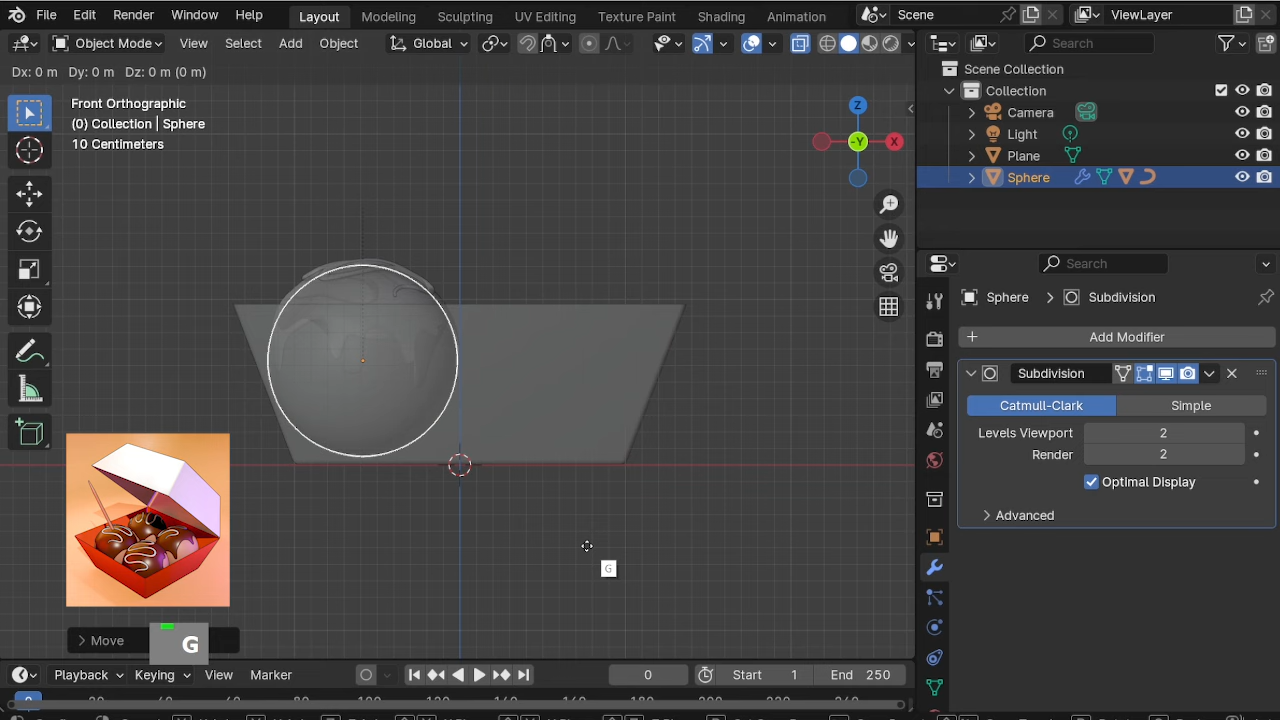 File Edit Render Window Help Layout Modeling Sculpting UV Editing Texture Paint Shading Animation Scene ViewLayer
Object Mode View Select Add Object Global Search
Dx: 0 m Dy: 0 m Dz: 0 m (0 m)
Front Orthographic
(0) Collection | Sphere
10 Centimeters
Z
-Y
X
Scene Collection
Collection
Camera
Light
Plane
Sphere
Search
Sphere > Subdivision
+ Add Modifier
Subdivision
Catmull-Clark Simple
Levels Viewport 2
Render 2
Optimal Display
> Advanced
G
> Move
G
Playback Keying View Marker 0 Start 1 End 250